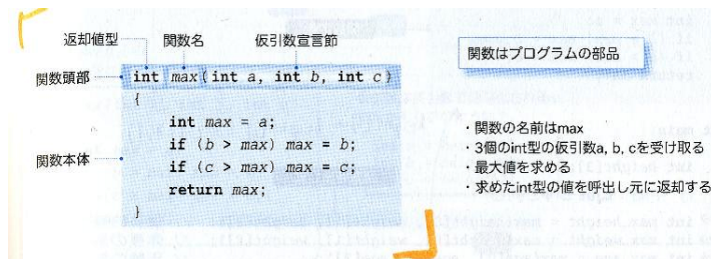 返却値型 関数名 仮引数宣言節
関数頭部 int max(int a, int b, int c)
{
int max = a;
if (b > max) max = b;
関数本体 if (c > max) max = c;
return max;
}
関数はプログラムの部品
・関数の名前はmax
・3個のint型の仮引数a, b, cを受け取る
・最大値を求める
・求めたint型の値を呼出し元に返却する